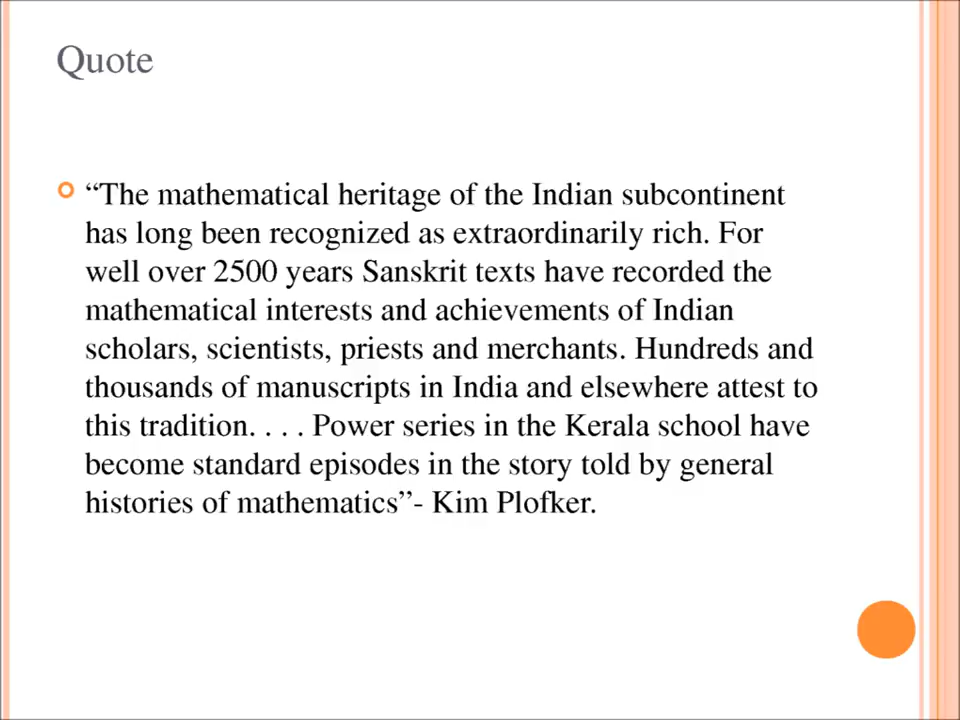 Quote
“The mathematical heritage of the Indian subcontinent
has long been recognized as extraordinarily rich. For
well over 2500 years Sanskrit texts have recorded the
mathematical interests and achievements of Indian
scholars, scientists, priests and merchants. Hundreds and
thousands of manuscripts in India and elsewhere attest to
this tradition. . . . Power series in the Kerala school have
become standard episodes in the story told by general
histories of mathematics”- Kim Plofker.